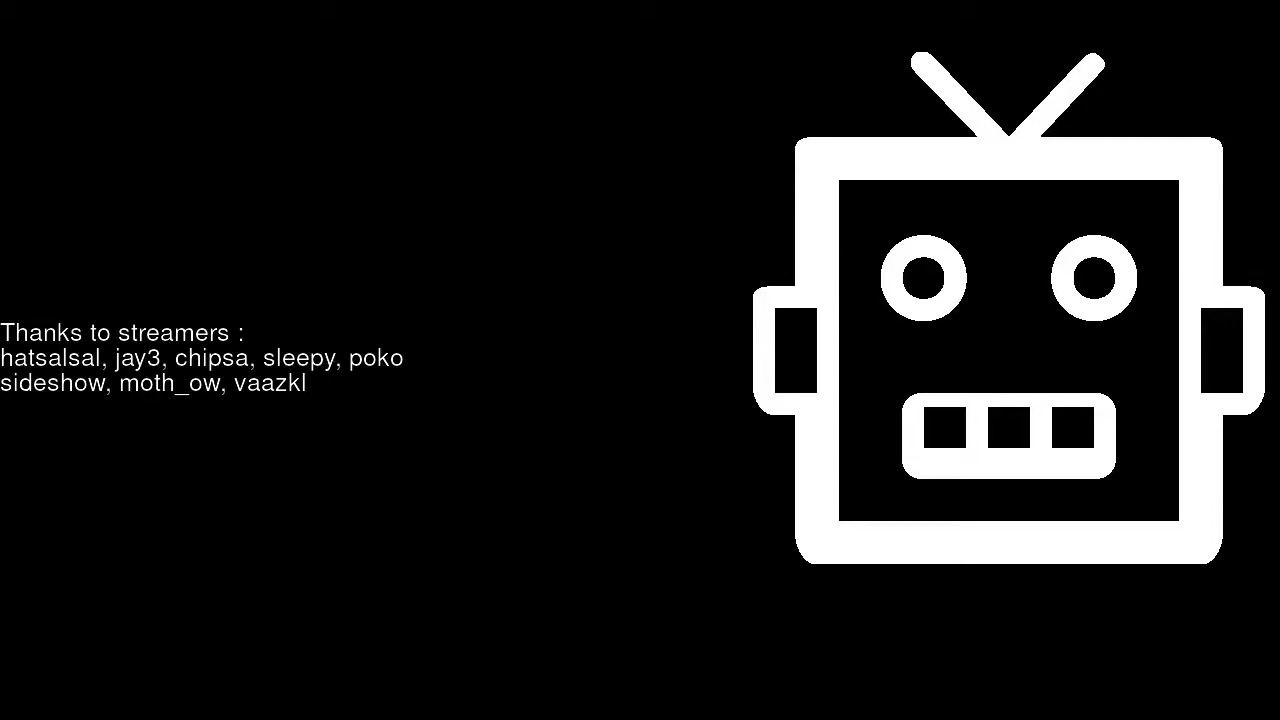 Thanks to streamers :
hatsalsal, jay3, chipsa, sleepy, poko
sideshow, moth_ow, vaazkl